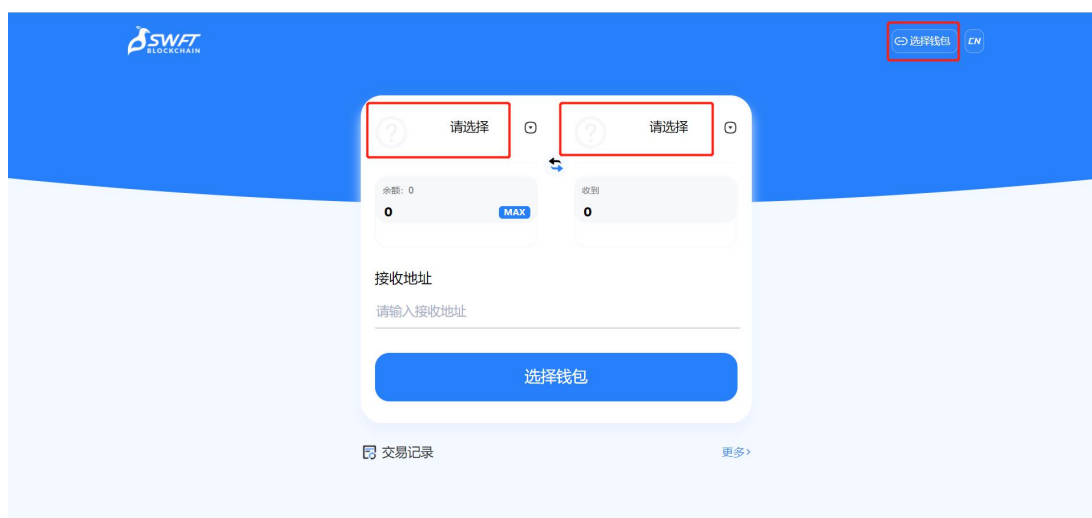 SWFT
BLOCKCHAIN
选择钱包 EN
请选择 请选择
余额: 0 收到
0 MAX 0
接收地址
请输入接收地址
选择钱包
交易记录 更多>